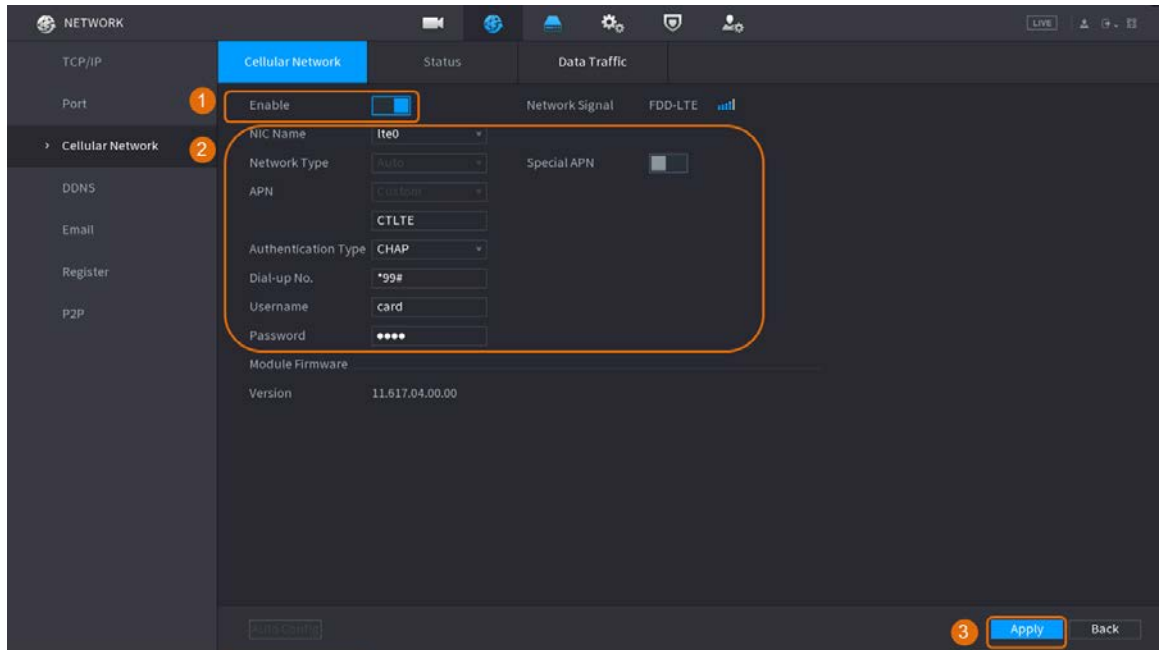 NETWORK
LIVE
TCP/IP
Port
Cellular Network
DDNS
Email
Register
P2P
Cellular Network Status Data Traffic
1 Enable Network Signal FDD-LTE
2
NIC Name lte0
Network Type Auto Special APN
APN Custom
CTLTE
Authentication Type CHAP
Dial-up No. *99#
Username card
Password ••••
Module Firmware
Version 11.617.04.00.00
Auto Config 3 Apply Back